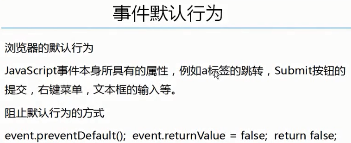 事件默认行为
浏览器的默认行为
JavaScript事件本身所具有的属性，例如a标签的跳转，Submit按钮的
提交，右键菜单，文本框的输入等。
阻止默认行为的方式
event.preventDefault(); event.returnValue = false; return false;